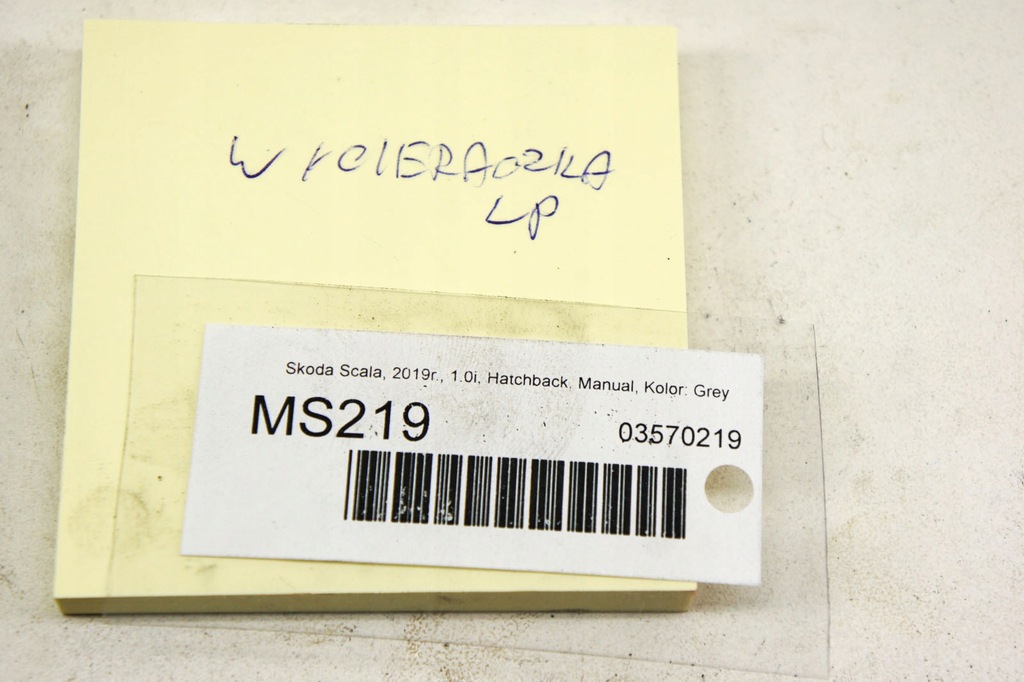 WYCIERACZKA
LP
Skoda Scala, 2019r., 1.0i, Hatchback, Manual, Kolor: Grey
MS219
03570219